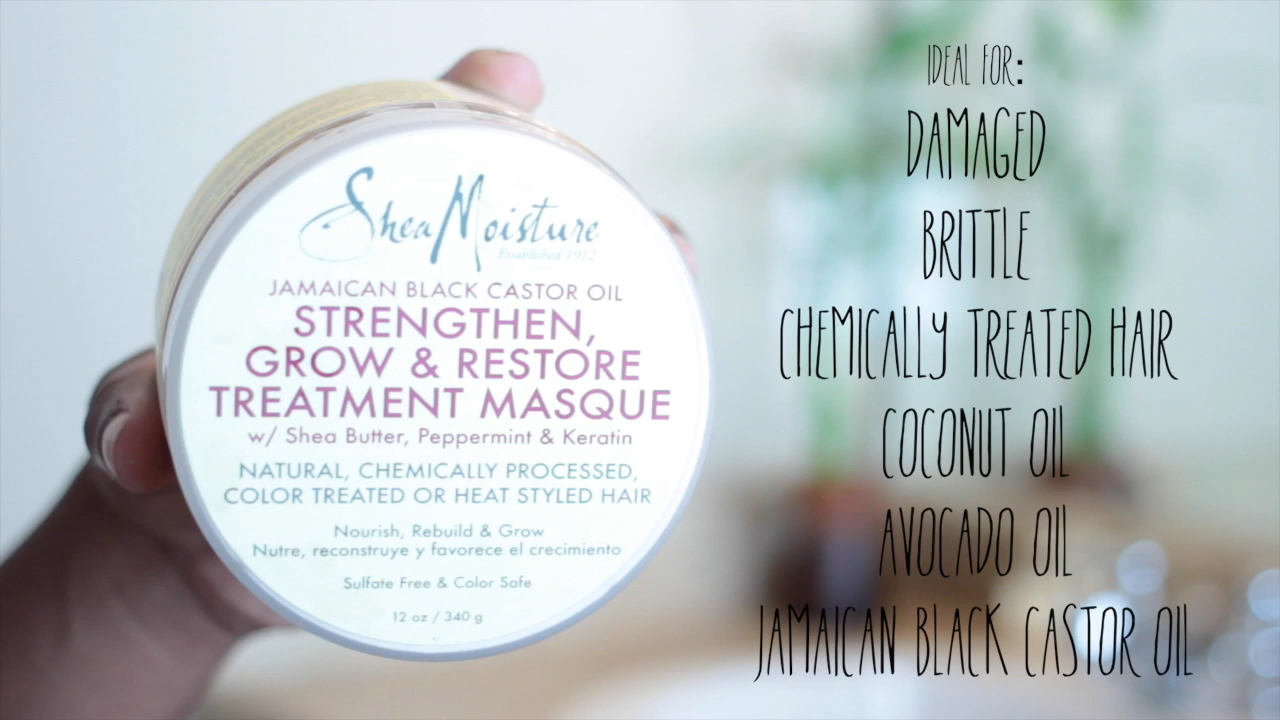 Shea Moisture
Established 1912
JAMAICAN BLACK CASTOR OIL
STRENGTHEN,
GROW & RESTORE
TREATMENT MASQUE
w/ Shea Butter, Peppermint & Keratin
NATURAL, CHEMICALLY PROCESSED,
COLOR TREATED OR HEAT STYLED HAIR
Nourish, Rebuild & Grow
Nutre, reconstruye y favorece el crecimiento
Sulfate Free & Color Safe
12 oz / 340 g
IDEAL FOR:
DAMAGED
BRITTLE
CHEMICALLY TREATED HAIR
COCONUT OIL
AVOCADO OIL
JAMAICAN BLACK CASTOR OIL